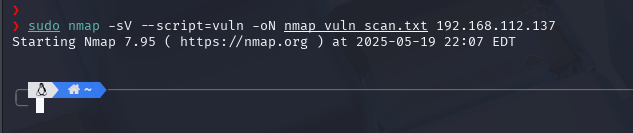 ❯
❯ sudo nmap -sV --script=vuln -oN nmap_vuln_scan.txt 192.168.112.137
Starting Nmap 7.95 ( https://nmap.org ) at 2025-05-19 22:07 EDT
~